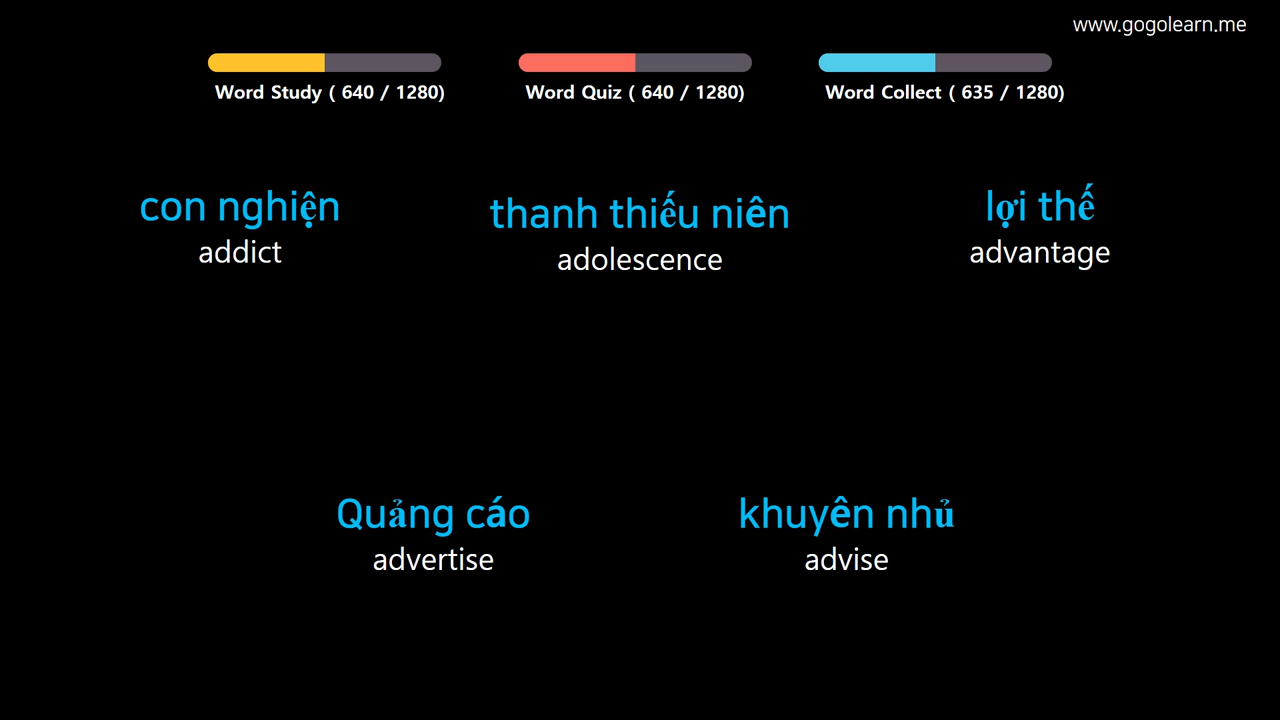 www.gogolearn.me
Word Study ( 640 / 1280)
Word Quiz ( 640 / 1280)
Word Collect ( 635 / 1280)
con nghiện
addict
thanh thiếu niên
adolescence
lợi thế
advantage
Quảng cáo
advertise
khuyên nhủ
advise